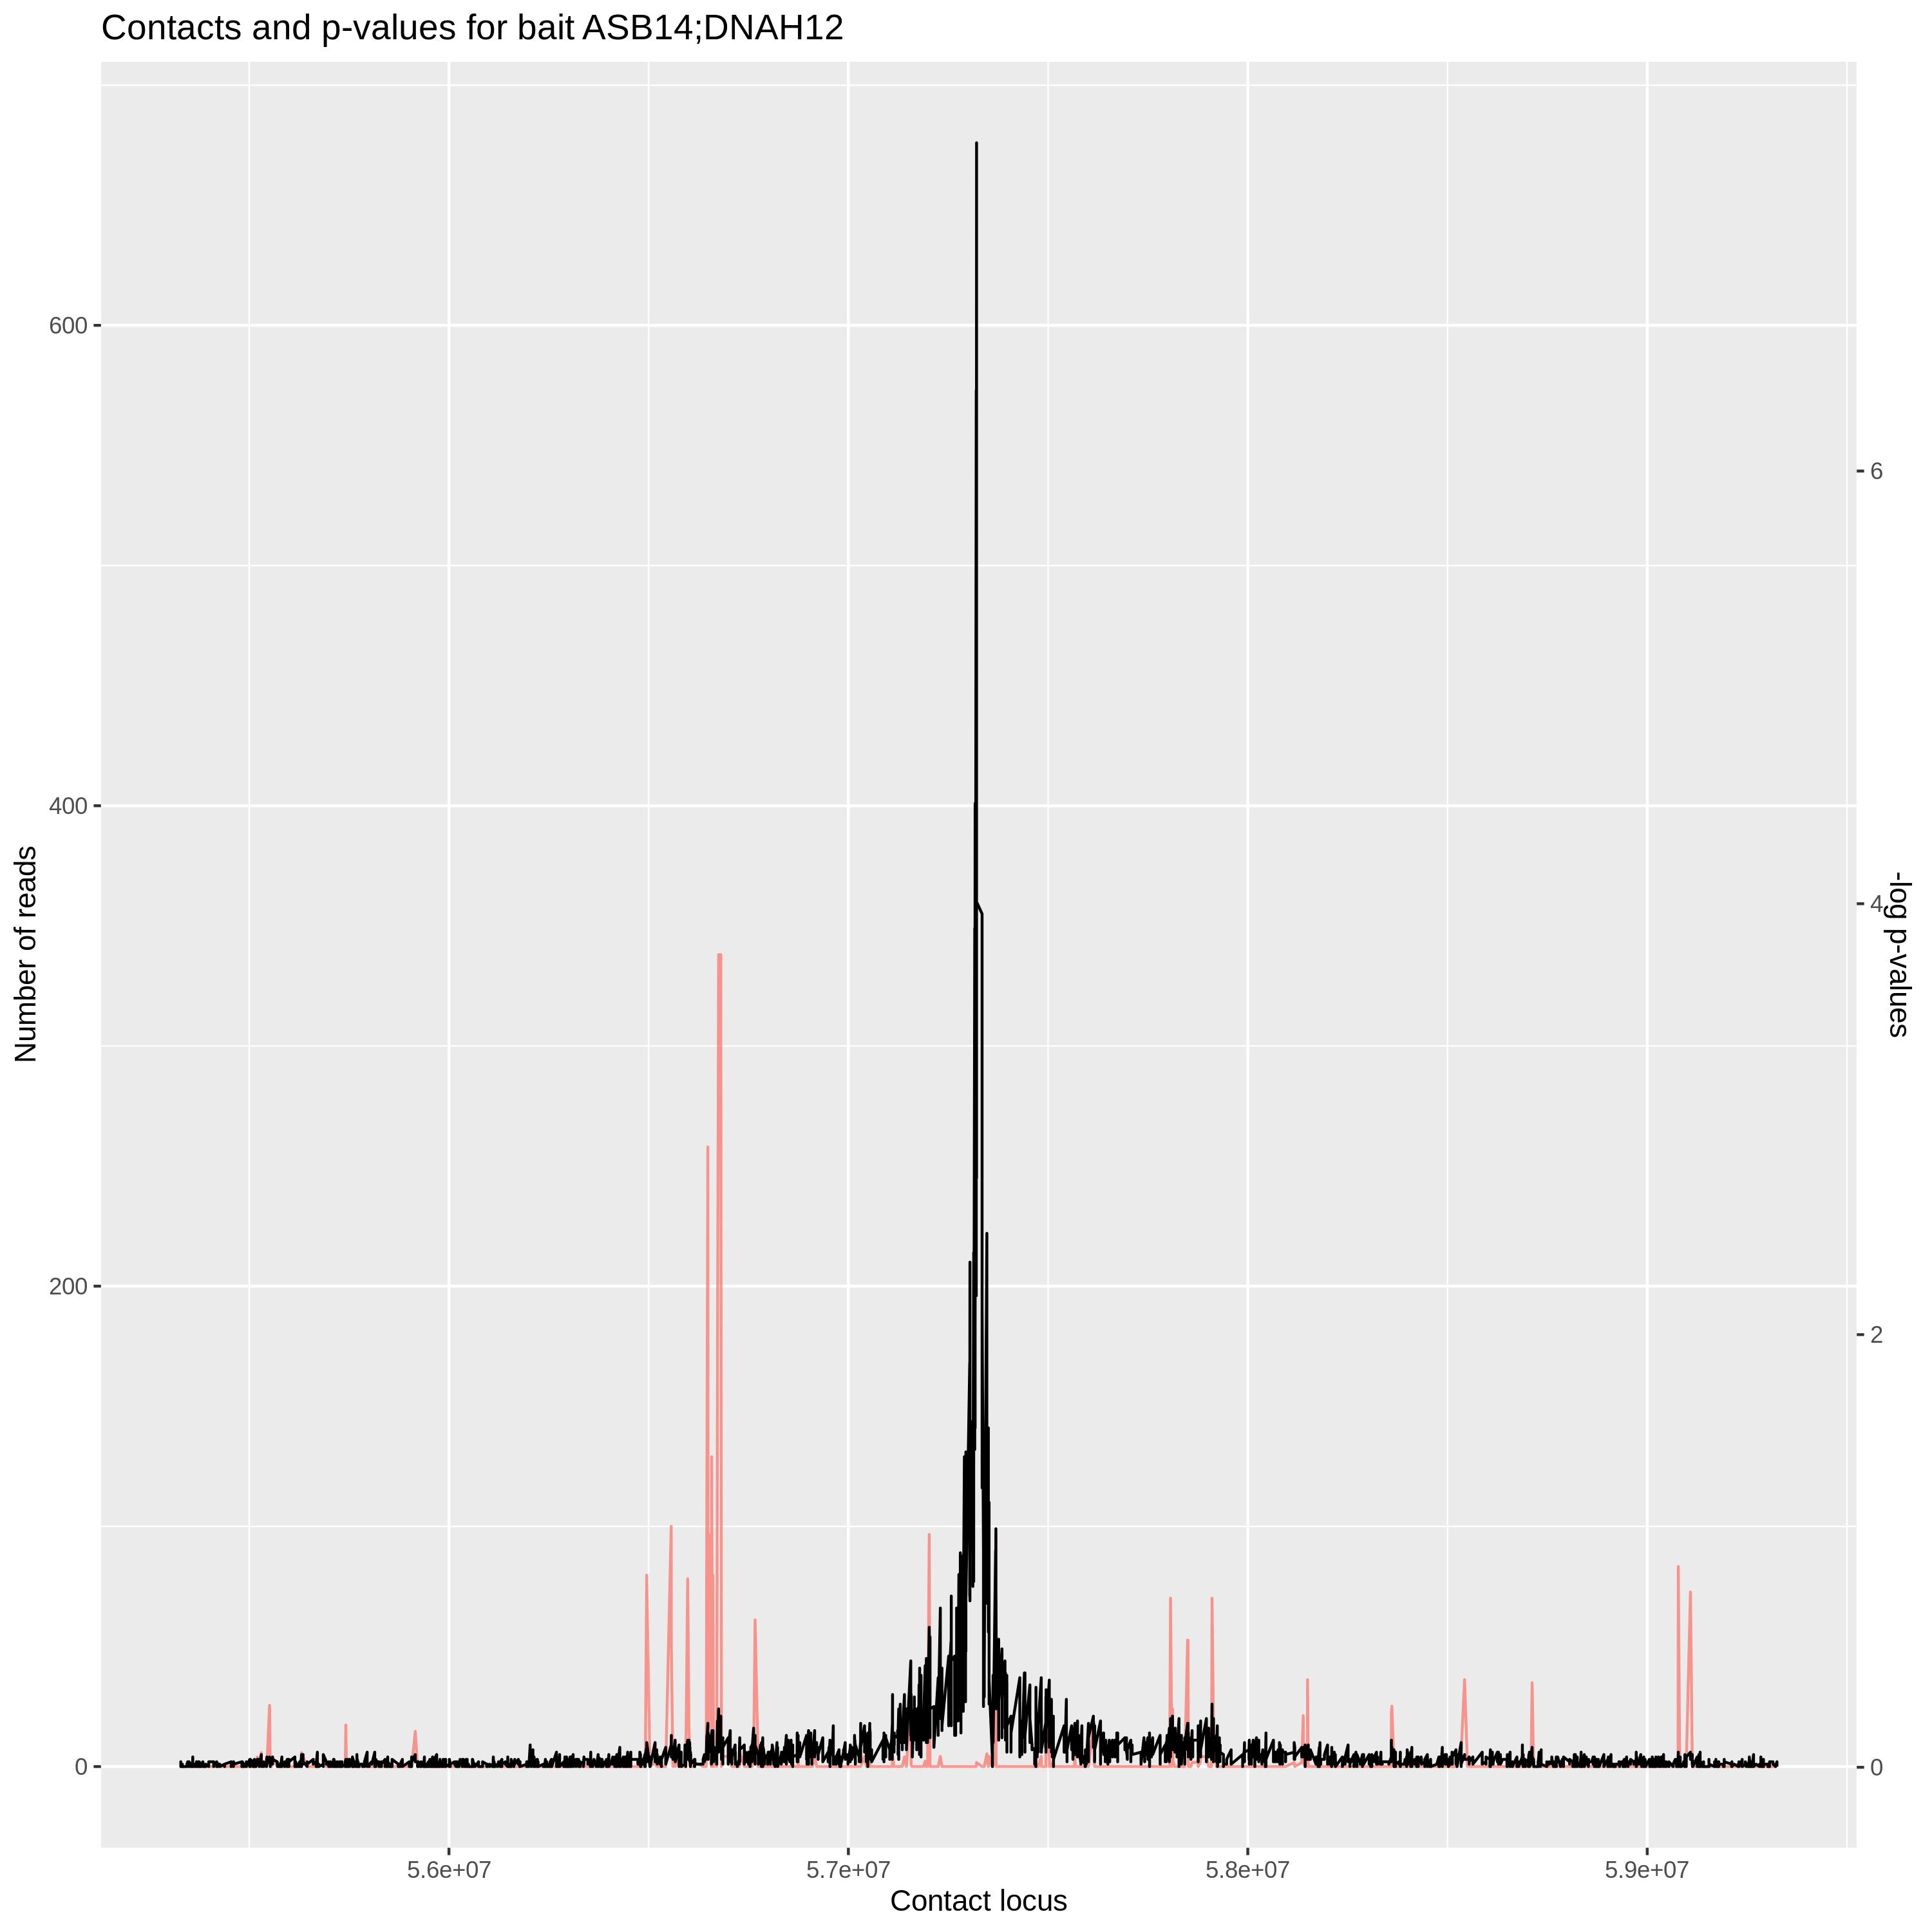 Contacts and p-values for bait ASB14;DNAH12
600
400
200
0
6
4
2
0
Number of reads
-log p-values
5.6e+07
5.7e+07
5.8e+07
5.9e+07
Contact locus